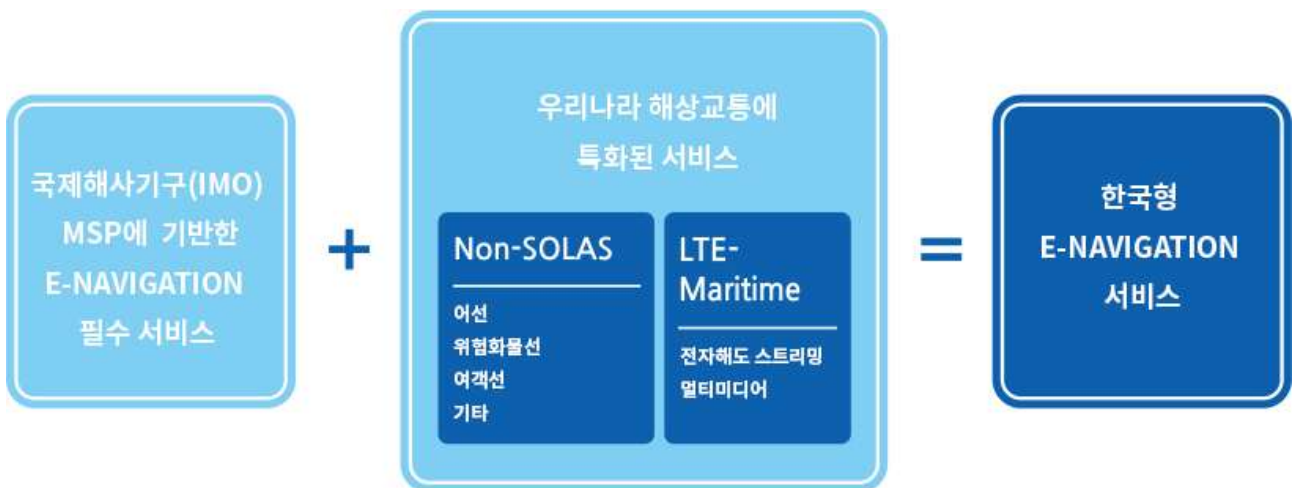 국제해사기구(IMO)
MSP에 기반한
E-NAVIGATION
필수 서비스
+
우리나라 해상교통에
특화된 서비스
Non-SOLAS
어선
위험화물선
여객선
기타
LTE-
Maritime
전자해도 스트리밍
멀티미디어
=
한국형
E-NAVIGATION
서비스